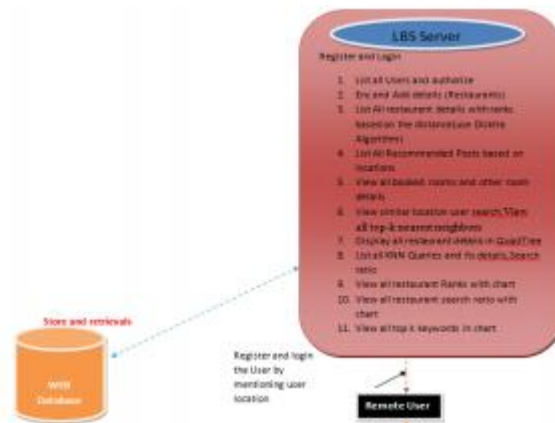 LBS Server
Register and Login
1. List all Users and authorize
2. Env and Add details (Restaurants)
3. List All restaurant details with ranks
based on the distance(use Dijktra
Algorithm)
4. List All Recommended Posts based on
locations
5. View all booked rooms and other room
details
6. View similar location user search,View
all top-k nearest neighbors
7. Display all restaurant details in QuadTree
8. List all KNN Queries and its details,Search
ratio
9. View all restaurant Ranks with chart
10. View all restaurant search ratio with
chart
11. View all top k keywords in chart
Store and retrievals
WEB
Database
Register and login
the User by
mentioning user
location
Remote User